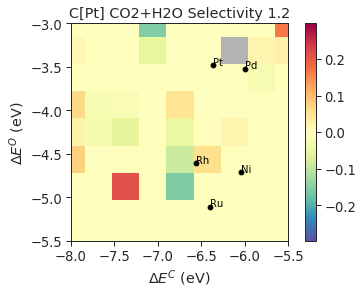 C[Pt] CO2+H2O Selectivity 1.2
ΔE^O (eV)
−3.0
−3.5
−4.0
−4.5
−5.0
−5.5
Pt
Pd
Rh
Ni
Ru
0.2
0.1
0.0
−0.1
−0.2
−8.0 −7.5 −7.0 −6.5 −6.0 −5.5
ΔE^C (eV)